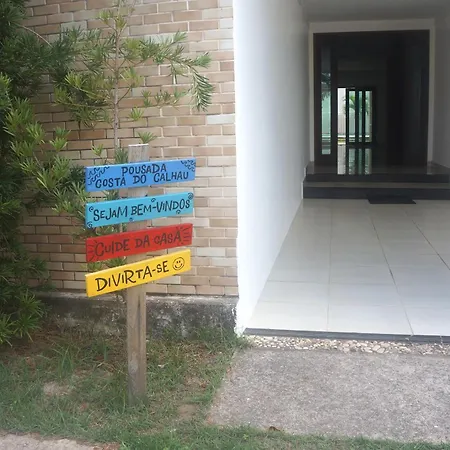 POUSADA
COSTA DO CALHAU
SEJAM BEM-VINDOS
CUIDE DA CASA
DIVIRTA-SE